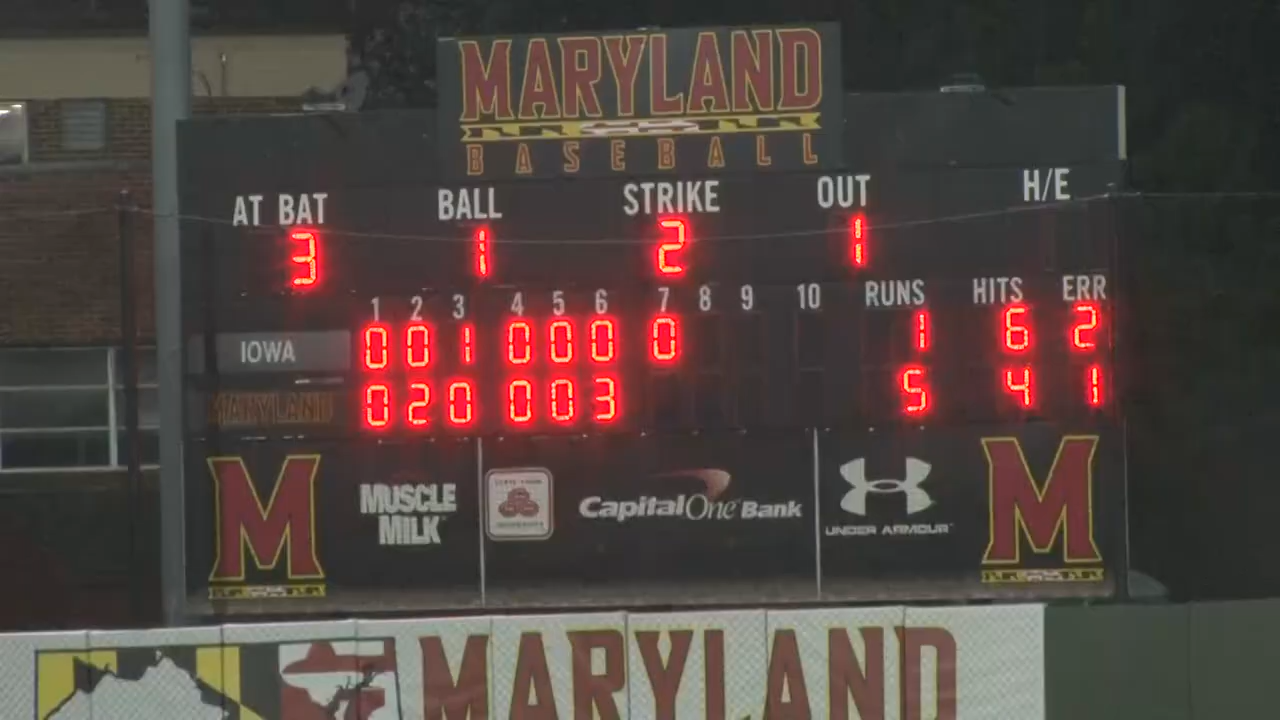 MARYLAND
BASEBALL
AT BAT BALL STRIKE OUT H/E
3 1 2 1
1 2 3 4 5 6 7 8 9 10 RUNS HITS ERR
IOWA 0 0 1 0 0 0 0 1 6 2
MARYLAND 0 2 0 0 0 3 5 4 1
M MUSCLE MILK CapitalOne Bank UNDER ARMOUR M
MARYLAND